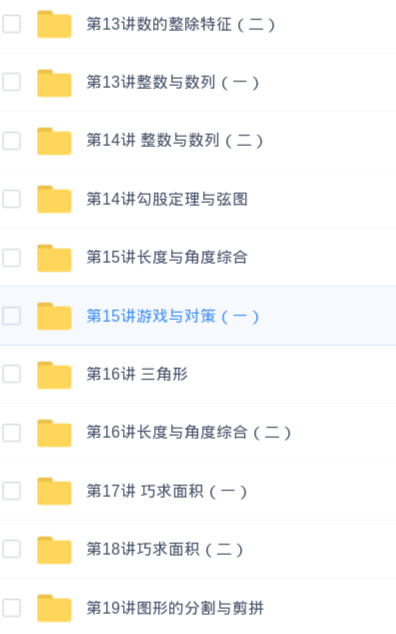 第13讲数的整除特征（二）
第13讲整数与数列（一）
第14讲 整数与数列（二）
第14讲勾股定理与弦图
第15讲长度与角度综合
第15讲游戏与对策（一）
第16讲 三角形
第16讲长度与角度综合（二）
第17讲 巧求面积（一）
第18讲巧求面积（二）
第19讲图形的分割与剪拼